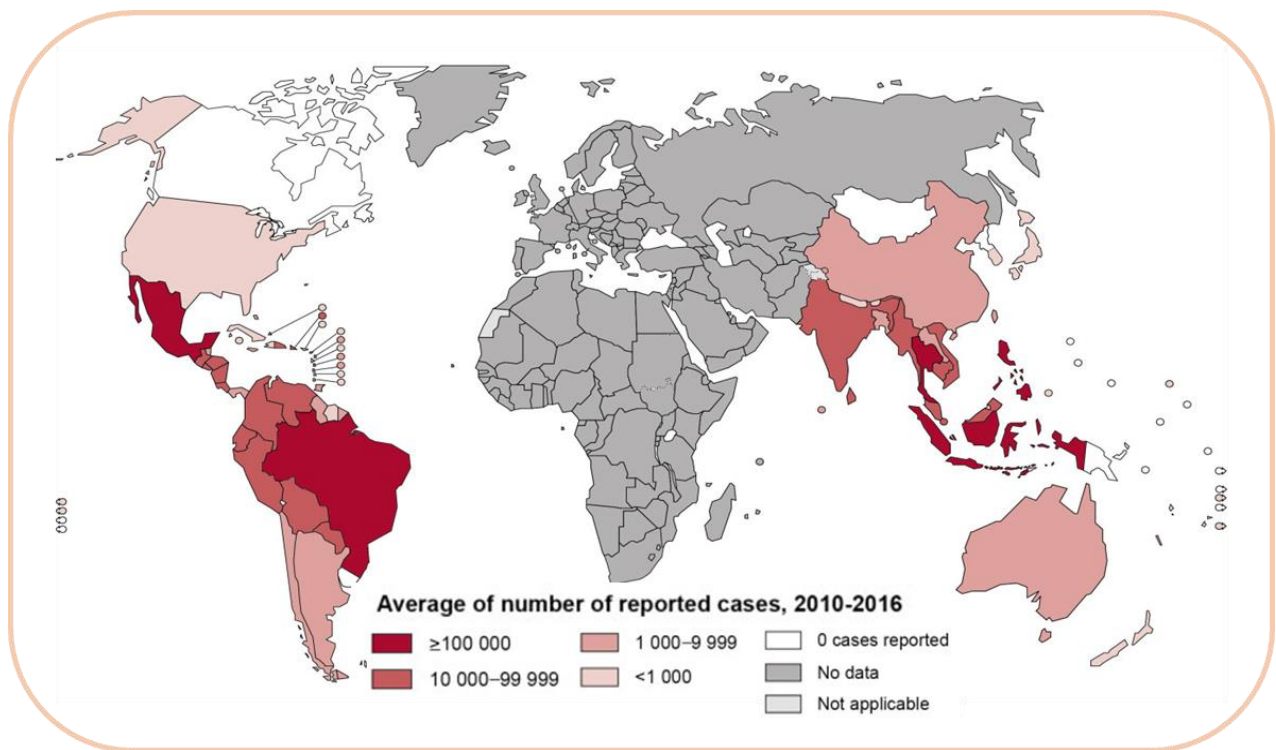 Average of number of reported cases, 2010-2016
≥100 000
1 000–9 999
0 cases reported
10 000–99 999
<1 000
No data
Not applicable